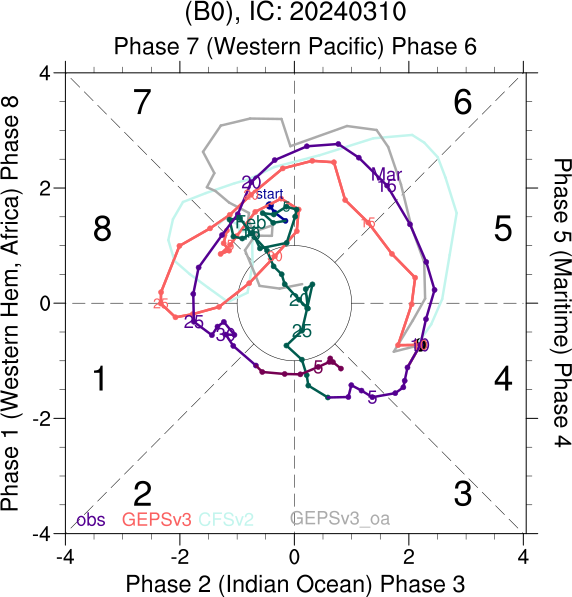 (B0), IC: 20240310
Phase 7 (Western Pacific) Phase 6
Phase 1 (Western Hem, Africa) Phase 8
Phase 5 (Maritime) Phase 4
Phase 2 (Indian Ocean) Phase 3
4
2
0
-2
-4
-4
-2
0
2
4
7
6
8
5
1
4
2
3
20
start
Mar
15
Feb
15
25
25
20
25
5
5
10
obs
GEPSv3
CFSv2
GEPSv3_oa